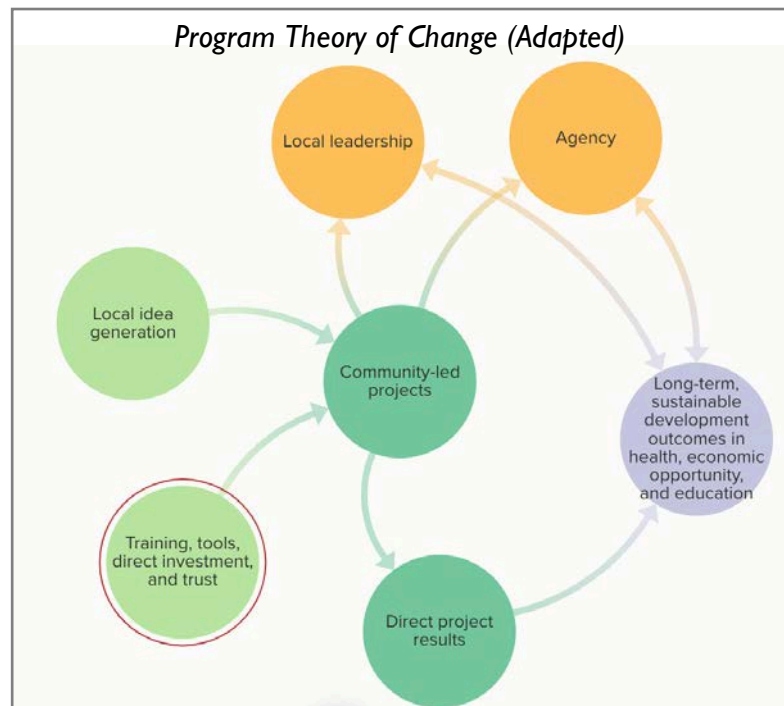 Program Theory of Change (Adapted)
Local leadership
Agency
Local idea
generation
Community-led
projects
Long-term,
sustainable
development
outcomes in
health, economic
opportunity,
and education
Training, tools,
direct investment,
and trust
Direct project
results